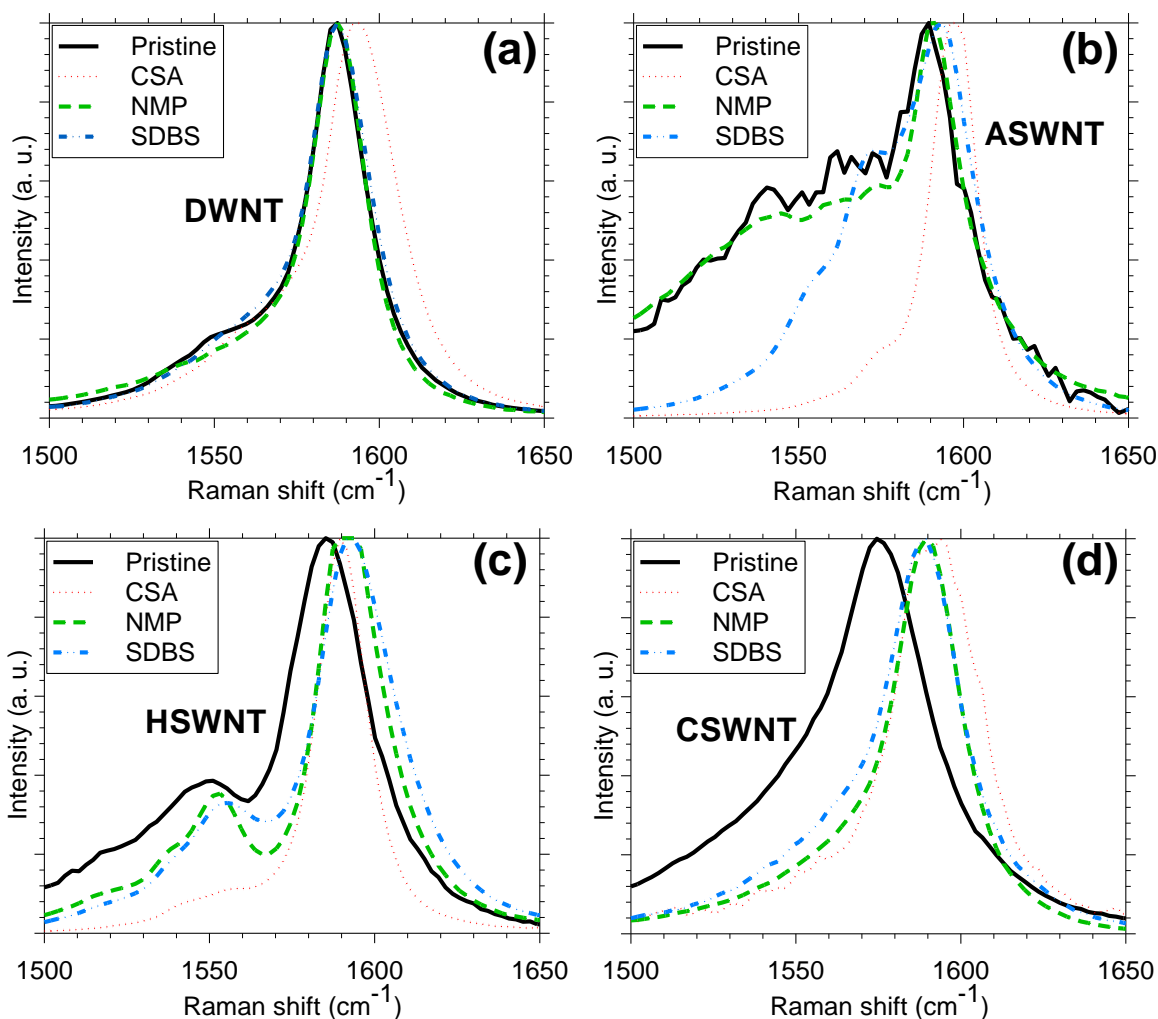 (a)
Pristine
CSA
NMP
SDBS
DWNT
Intensity (a. u.)
1500 1550 1600 1650
Raman shift (cm⁻¹)
(b)
Pristine
CSA
NMP
SDBS
ASWNT
Intensity (a. u.)
1500 1550 1600 1650
Raman shift (cm⁻¹)
(c)
Pristine
CSA
NMP
SDBS
HSWNT
Intensity (a. u.)
1500 1550 1600 1650
Raman shift (cm⁻¹)
(d)
Pristine
CSA
NMP
SDBS
CSWNT
Intensity (a. u.)
1500 1550 1600 1650
Raman shift (cm⁻¹)